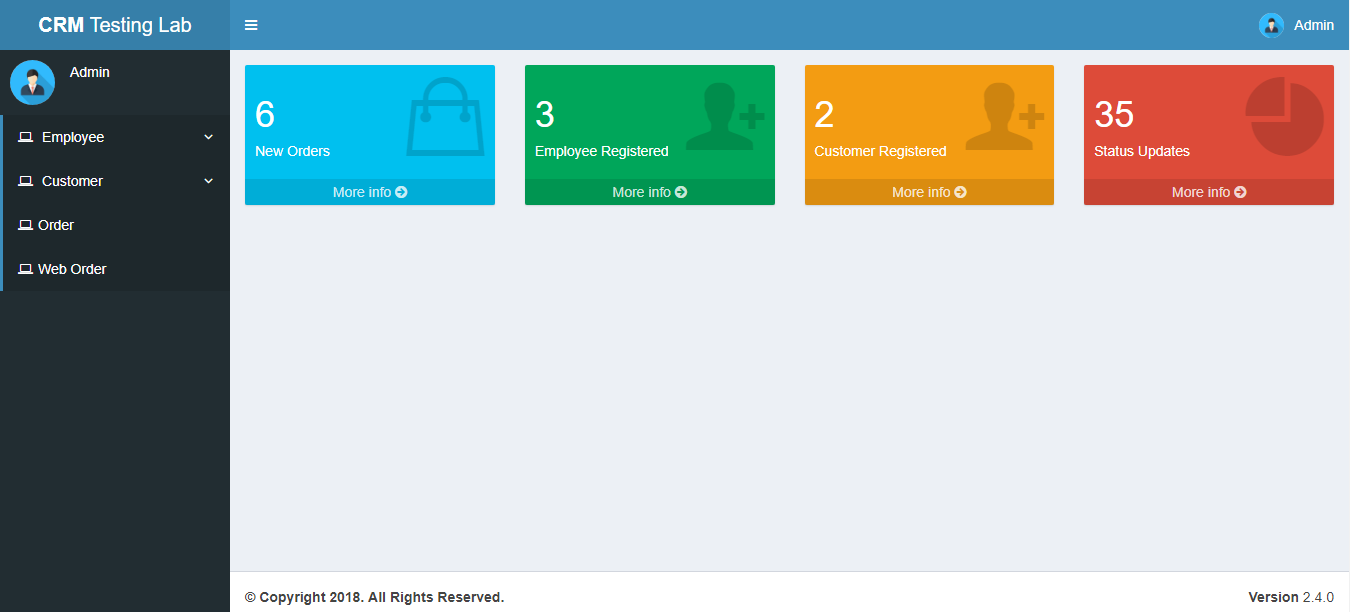 CRM Testing Lab
Admin
Admin
Employee
Customer
Order
Web Order
6
New Orders
More info
3
Employee Registered
More info
2
Customer Registered
More info
35
Status Updates
More info
© Copyright 2018. All Rights Reserved.
Version 2.4.0